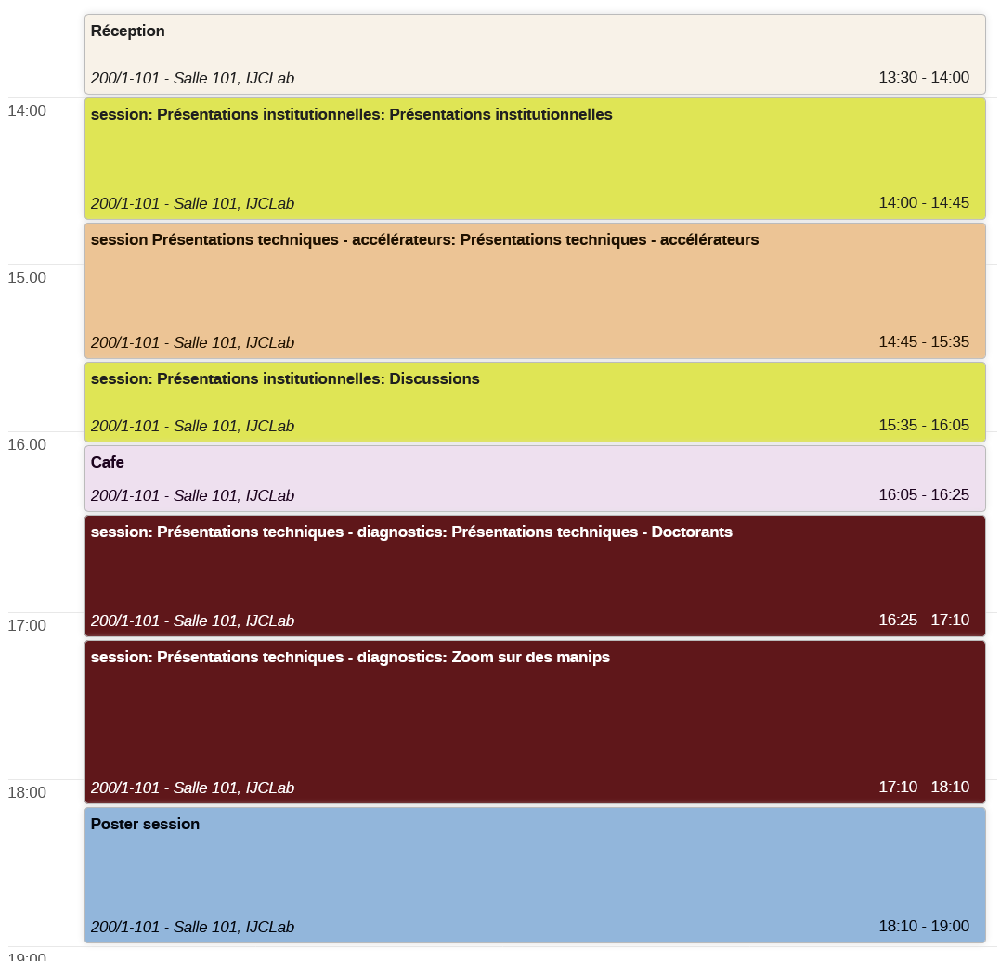 Réception
200/1-101 - Salle 101, IJCLab 13:30 - 14:00
14:00
session: Présentations institutionnelles: Présentations institutionnelles
200/1-101 - Salle 101, IJCLab 14:00 - 14:45
session Présentations techniques - accélérateurs: Présentations techniques - accélérateurs
15:00
200/1-101 - Salle 101, IJCLab 14:45 - 15:35
session: Présentations institutionnelles: Discussions
200/1-101 - Salle 101, IJCLab 15:35 - 16:05
16:00
Cafe
200/1-101 - Salle 101, IJCLab 16:05 - 16:25
session: Présentations techniques - diagnostics: Présentations techniques - Doctorants
200/1-101 - Salle 101, IJCLab 16:25 - 17:10
17:00
session: Présentations techniques - diagnostics: Zoom sur des manips
200/1-101 - Salle 101, IJCLab 17:10 - 18:10
18:00
Poster session
200/1-101 - Salle 101, IJCLab 18:10 - 19:00
19:00